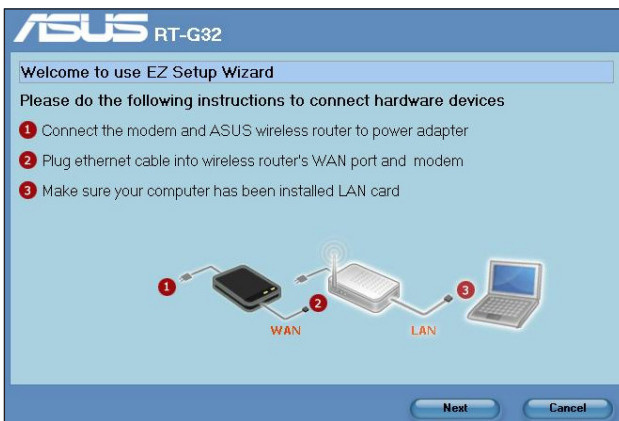 ASUS RT-G32
Welcome to use EZ Setup Wizard
Please do the following instructions to connect hardware devices
1 Connect the modem and ASUS wireless router to power adapter
2 Plug ethernet cable into wireless router's WAN port and modem
3 Make sure your computer has been installed LAN card
1
2
3
WAN
LAN
Next
Cancel